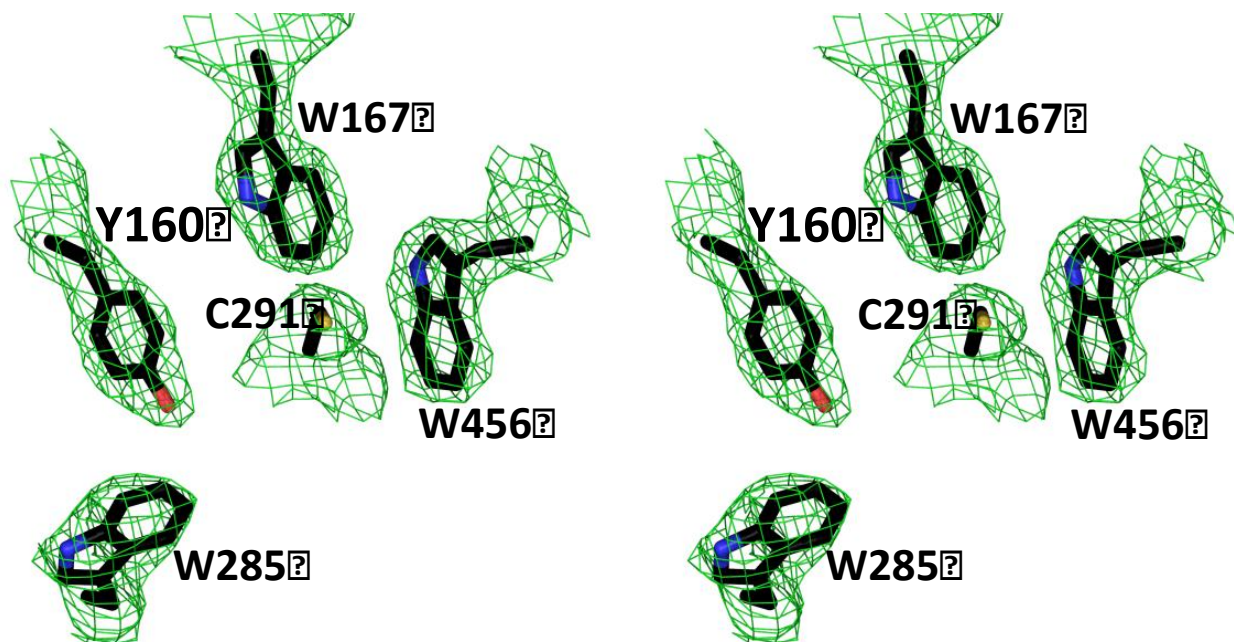 W167⍰ W167⍰
Y160⍰ Y160⍰
C291⍰ C291⍰
W456⍰ W456⍰
W285⍰ W285⍰